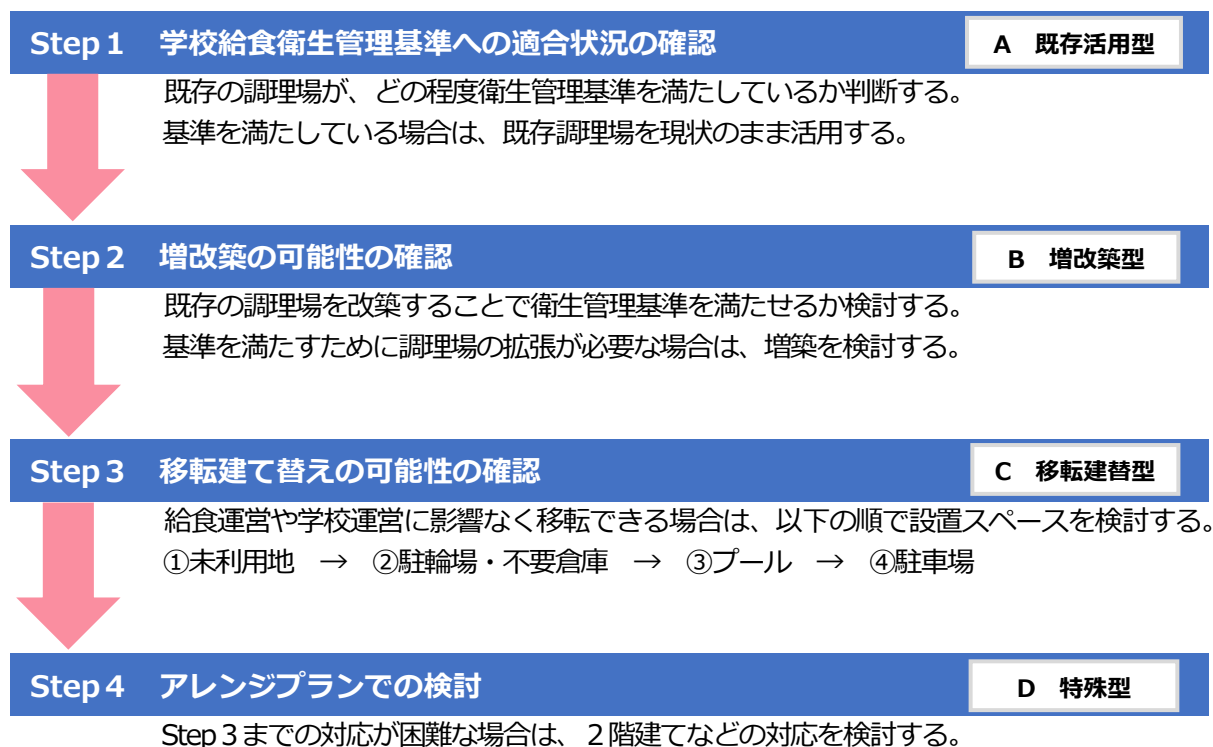 Step１ 学校給食衛生管理基準への適合状況の確認 A 既存活用型
既存の調理場が、どの程度衛生管理基準を満たしているか判断する。
基準を満たしている場合は、既存調理場を現状のまま活用する。
Step２ 増改築の可能性の確認 B 増改築型
既存の調理場を改築することで衛生管理基準を満たせるか検討する。
基準を満たすために調理場の拡張が必要な場合は、増築を検討する。
Step３ 移転建て替えの可能性の確認 C 移転建替型
給食運営や学校運営に影響なく移転できる場合は、以下の順で設置スペースを検討する。
①未利用地 → ②駐輪場・不要倉庫 → ③プール → ④駐車場
Step４ アレンジプランでの検討 D 特殊型
Step３までの対応が困難な場合は、２階建てなどの対応を検討する。